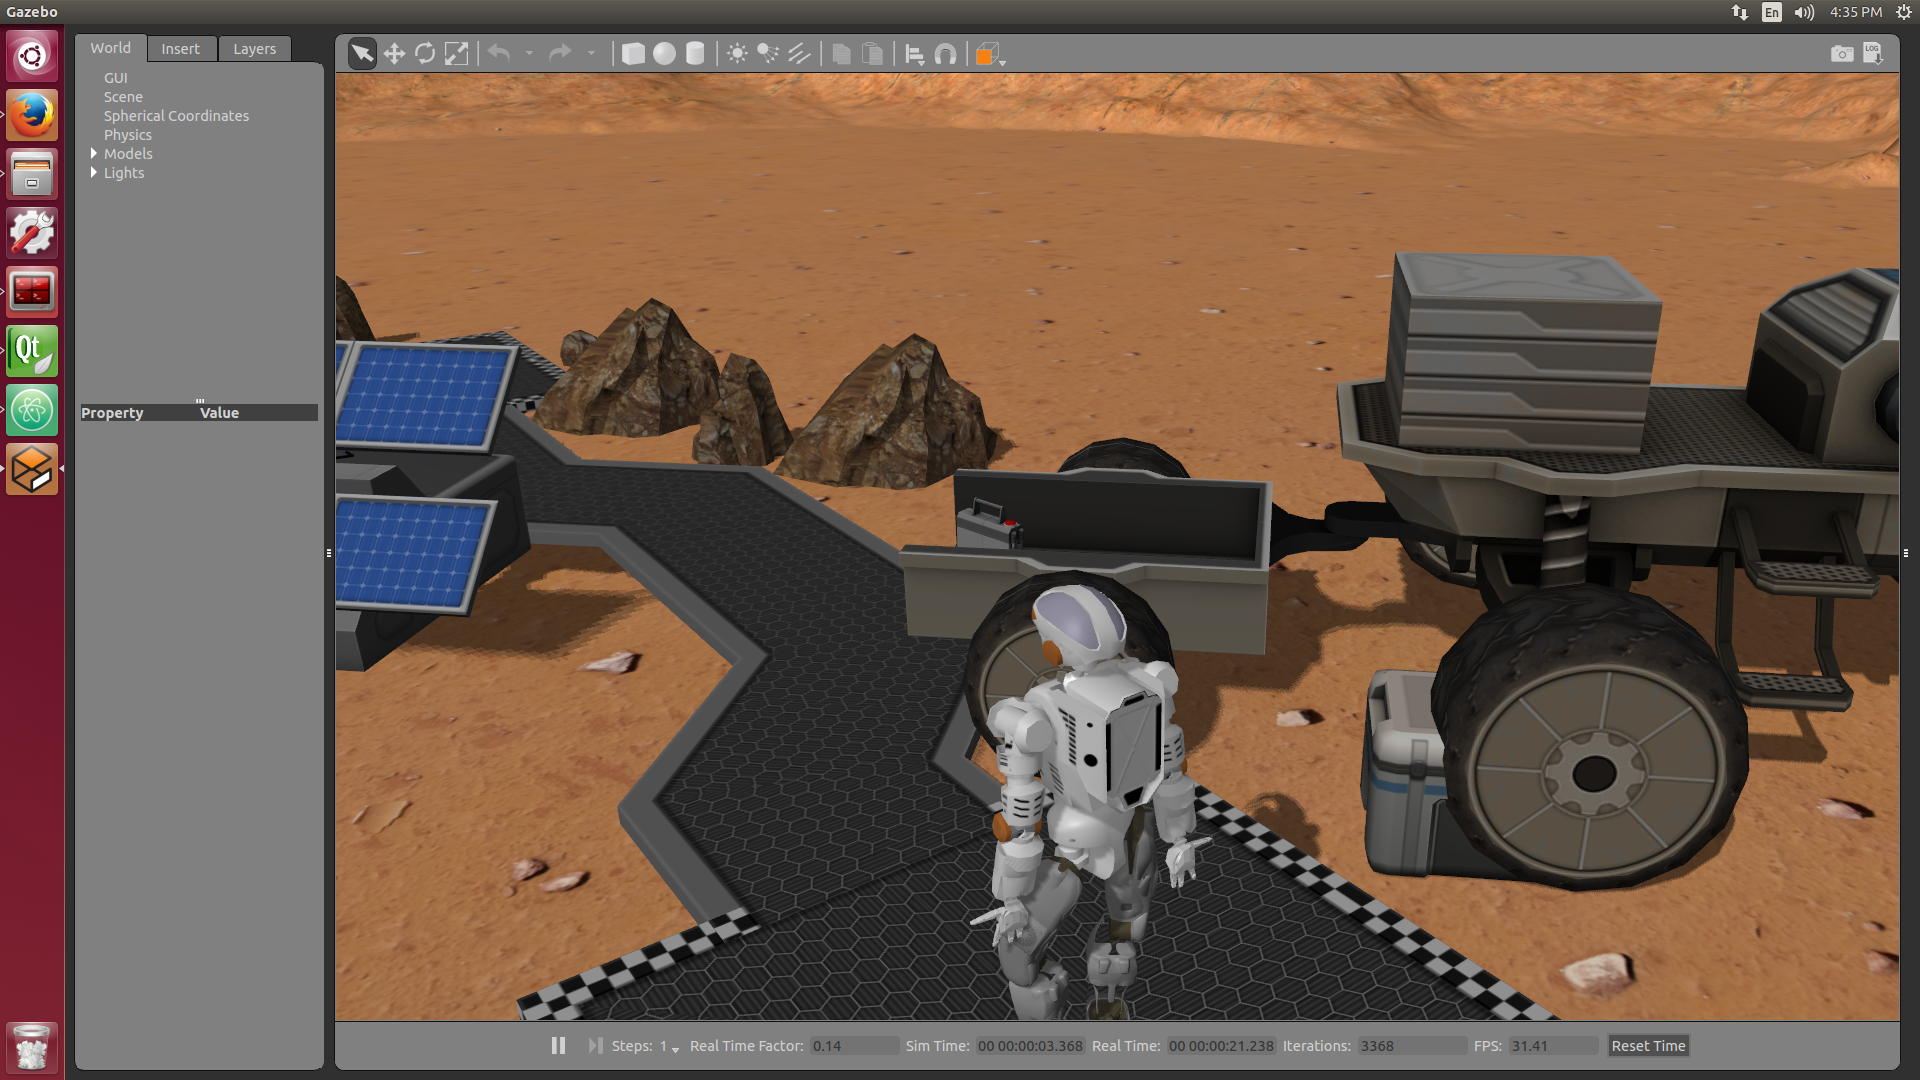 Gazebo
En
4:35 PM
World
Insert
Layers
LOG
GUI
Scene
Spherical Coordinates
Physics
Models
Lights
Qt
Property Value
Steps: 1 Real Time Factor: 0.14 Sim Time: 00 00:00:03.368 Real Time: 00 00:00:21.238 Iterations: 3368 FPS: 31.41 Reset Time